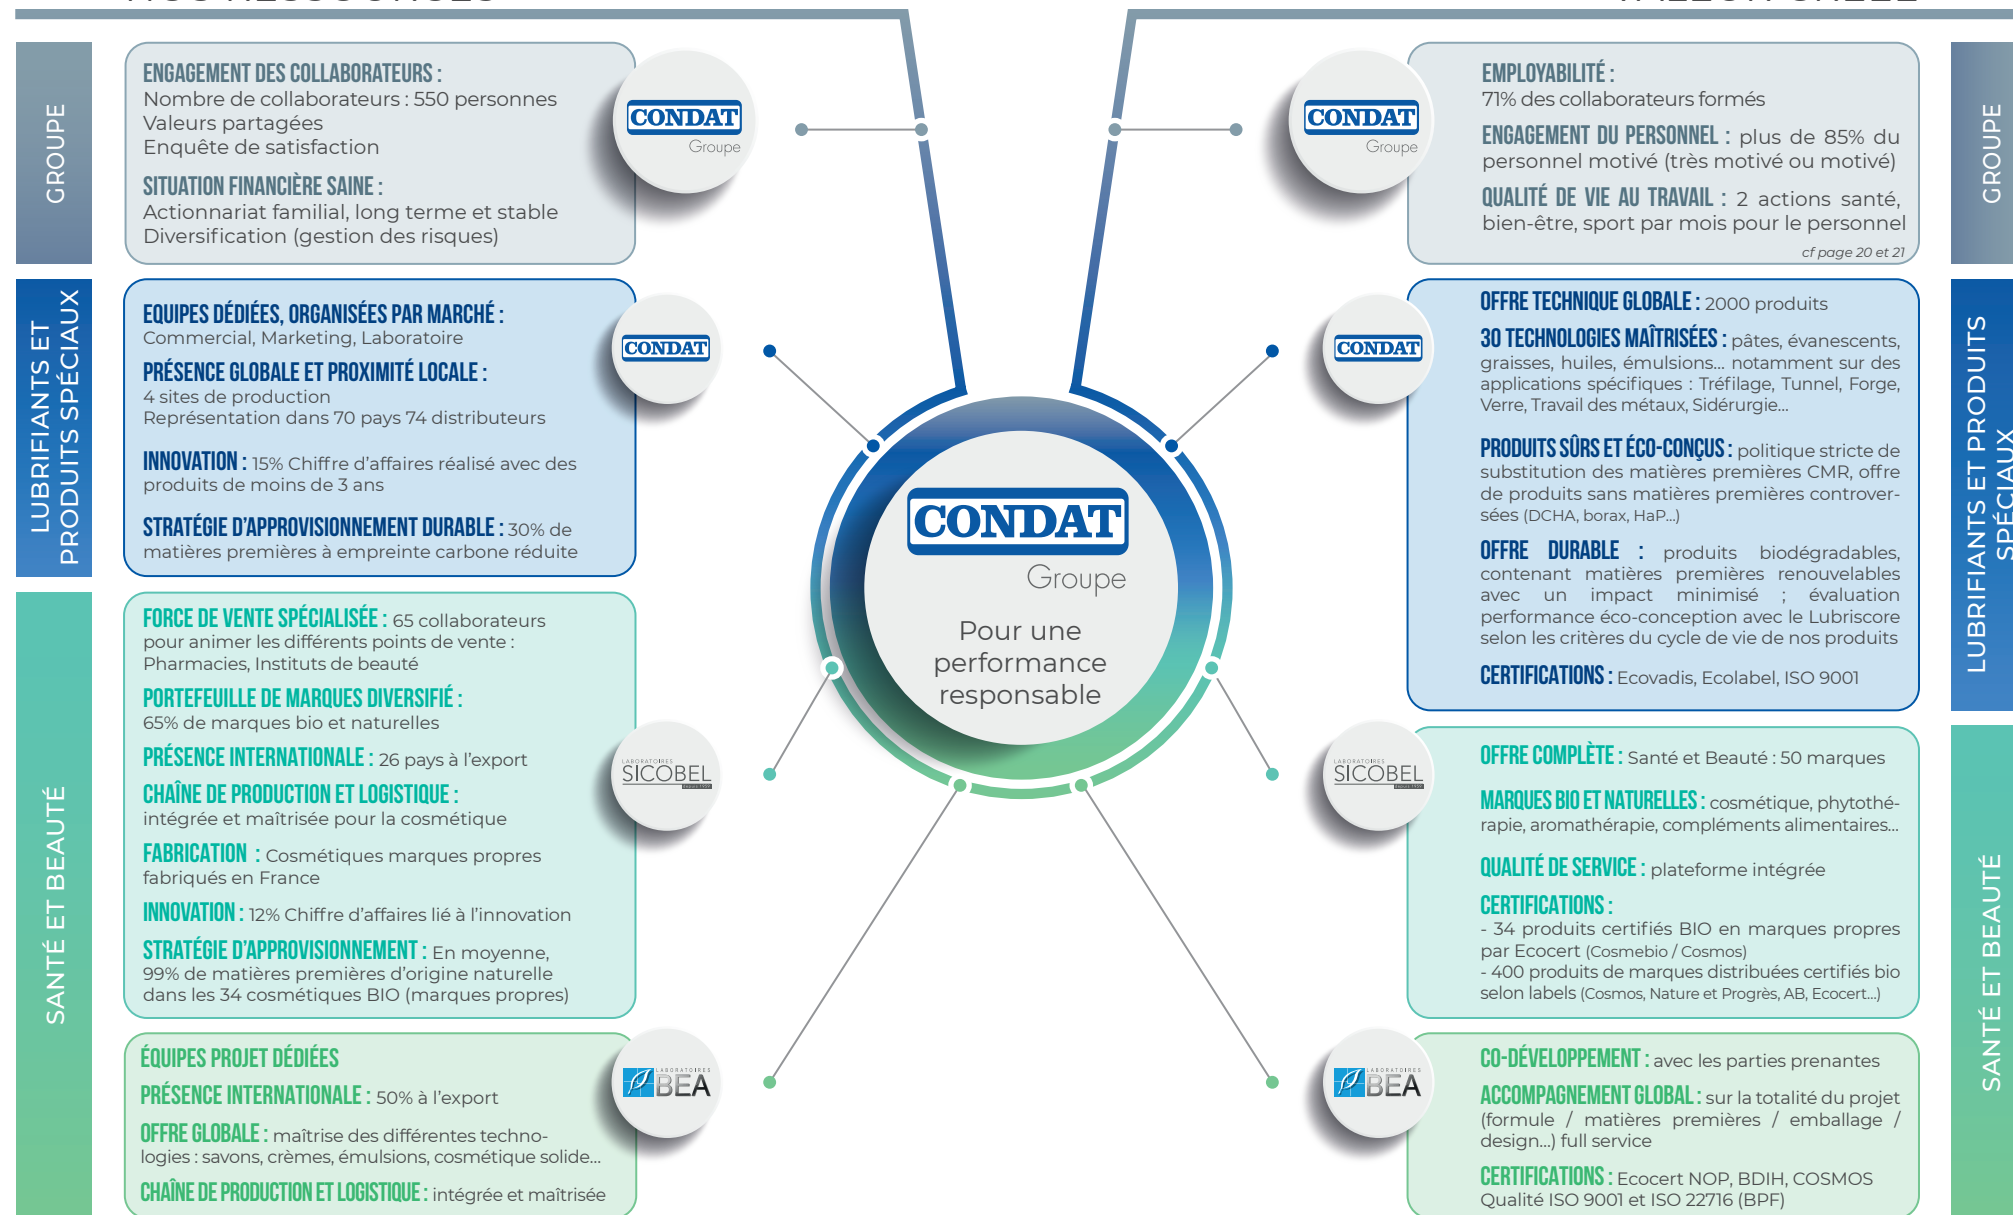 NOS RESSOURCES
VALEUR CRÉÉE
GROUPE
ENGAGEMENT DES COLLABORATEURS :
Nombre de collaborateurs : 550 personnes
Valeurs partagées
Enquête de satisfaction
SITUATION FINANCIÈRE SAINE :
Actionnariat familial, long terme et stable
Diversification (gestion des risques)
CONDAT
Groupe
LUBRIFIANTS ET
PRODUITS SPÉCIAUX
EQUIPES DÉDIÉES, ORGANISÉES PAR MARCHÉ :
Commercial, Marketing, Laboratoire
PRÉSENCE GLOBALE ET PROXIMITÉ LOCALE :
4 sites de production
Représentation dans 70 pays 74 distributeurs
INNOVATION : 15% Chiffre d'affaires réalisé avec des
produits de moins de 3 ans
STRATÉGIE D'APPROVISIONNEMENT DURABLE : 30% de
matières premières à empreinte carbone réduite
CONDAT
SANTÉ ET BEAUTÉ
FORCE DE VENTE SPÉCIALISÉE : 65 collaborateurs
pour animer les différents points de vente :
Pharmacies, Instituts de beauté
PORTEFEUILLE DE MARQUES DIVERSIFIÉ :
65% de marques bio et naturelles
PRÉSENCE INTERNATIONALE : 26 pays à l'export
CHAÎNE DE PRODUCTION ET LOGISTIQUE :
intégrée et maîtrisée pour la cosmétique
FABRICATION : Cosmétiques marques propres
fabriqués en France
INNOVATION : 12% Chiffre d'affaires lié à l'innovation
STRATÉGIE D'APPROVISIONNEMENT : En moyenne,
99% de matières premières d'origine naturelle
dans les 34 cosmétiques BIO (marques propres)
LABORATOIRES
SICOBEL
ÉQUIPES PROJET DÉDIÉES
PRÉSENCE INTERNATIONALE : 50% à l'export
OFFRE GLOBALE : maîtrise des différentes techno-
logies : savons, crèmes, émulsions, cosmétique solide...
CHAÎNE DE PRODUCTION ET LOGISTIQUE : intégrée et maîtrisée
LABORATOIRES
BEA
CONDAT
Groupe
Pour une
performance
responsable
CONDAT
Groupe
EMPLOYABILITÉ :
71% des collaborateurs formés
ENGAGEMENT DU PERSONNEL : plus de 85% du
personnel motivé (très motivé ou motivé)
QUALITÉ DE VIE AU TRAVAIL : 2 actions santé,
bien-être, sport par mois pour le personnel
cf page 20 et 21
GROUPE
CONDAT
OFFRE TECHNIQUE GLOBALE : 2000 produits
30 TECHNOLOGIES MAÎTRISÉES : pâtes, évanescents,
graisses, huiles, émulsions... notamment sur des
applications spécifiques : Tréfilage, Tunnel, Forge,
Verre, Travail des métaux, Sidérurgie...
PRODUITS SÛRS ET ÉCO-CONÇUS : politique stricte de
substitution des matières premières CMR, offre
de produits sans matières premières controver-
sées (DCHA, borax, HaP...)
OFFRE DURABLE : produits biodégradables,
contenant matières premières renouvelables
avec un impact minimisé ; évaluation
performance éco-conception avec le Lubriscore
selon les critères du cycle de vie de nos produits
CERTIFICATIONS : Ecovadis, Ecolabel, ISO 9001
LUBRIFIANTS ET PRODUITS
SPÉCIAUX
LABORATOIRES
SICOBEL
OFFRE COMPLÈTE : Santé et Beauté : 50 marques
MARQUES BIO ET NATURELLES : cosmétique, phytothé-
rapie, aromathérapie, compléments alimentaires...
QUALITÉ DE SERVICE : plateforme intégrée
CERTIFICATIONS :
- 34 produits certifiés BIO en marques propres
par Ecocert (Cosmebio / Cosmos)
- 400 produits de marques distribuées certifiés bio
selon labels (Cosmos, Nature et Progrès, AB, Ecocert...)
SANTÉ ET BEAUTÉ
LABORATOIRES
BEA
CO-DÉVELOPPEMENT : avec les parties prenantes
ACCOMPAGNEMENT GLOBAL : sur la totalité du projet
(formule / matières premières / emballage /
design...) full service
CERTIFICATIONS : Ecocert NOP, BDIH, COSMOS
Qualité ISO 9001 et ISO 22716 (BPF)